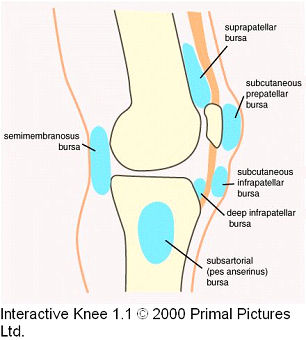 suprapatellar
bursa
subcutaneous
prepatellar
bursa
semimembranosus
bursa
subcutaneous
infrapatellar
bursa
deep infrapatellar
bursa
subsartorial
(pes anserinus)
bursa
Interactive Knee 1.1 © 2000 Primal Pictures
Ltd.